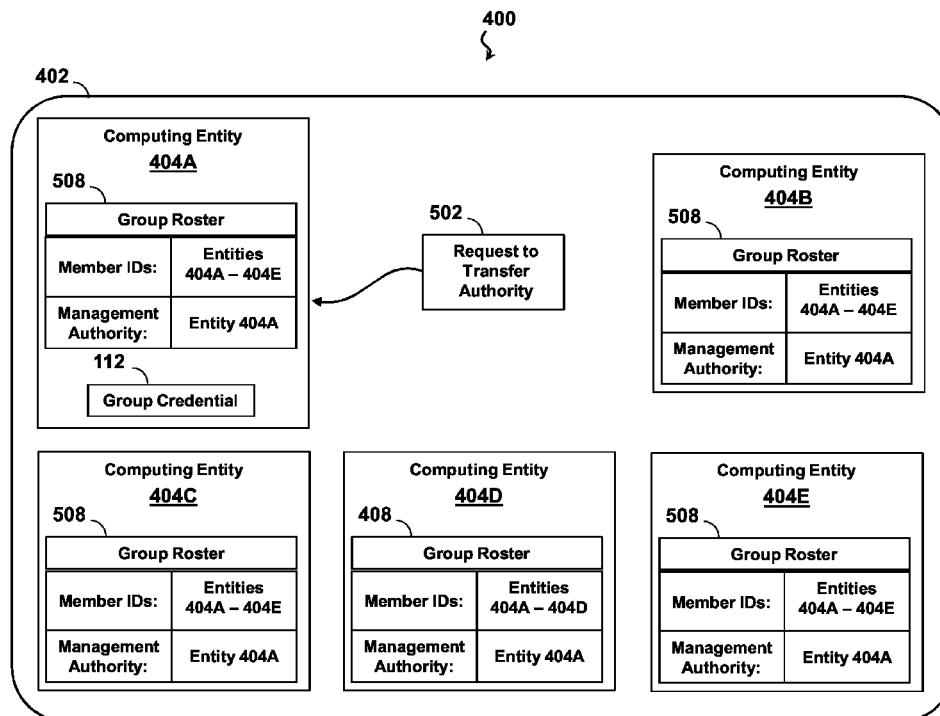 400
402
Computing Entity
404A
508
Group Roster
Member IDs:
Entities
404A – 404E
Management
Authority:
Entity 404A
112
Group Credential
502
Request to
Transfer
Authority
Computing Entity
404B
508
Group Roster
Member IDs:
Entities
404A – 404E
Management
Authority:
Entity 404A
Computing Entity
404C
508
Group Roster
Member IDs:
Entities
404A – 404E
Management
Authority:
Entity 404A
Computing Entity
404D
408
Group Roster
Member IDs:
Entities
404A – 404D
Management
Authority:
Entity 404A
Computing Entity
404E
508
Group Roster
Member IDs:
Entities
404A – 404E
Management
Authority:
Entity 404A